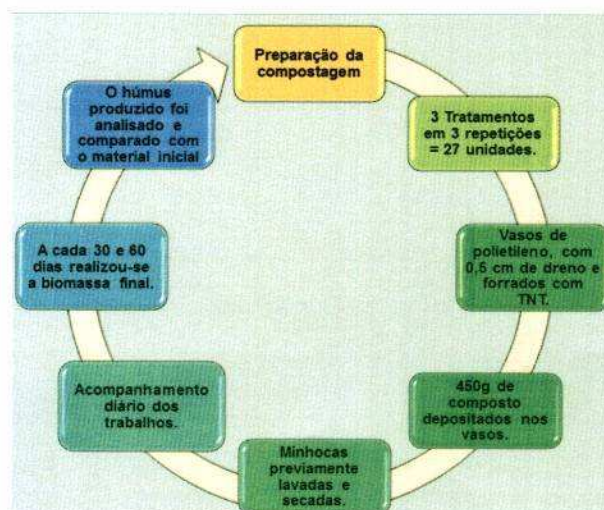 Preparação da
compostagem
3 Tratamentos
em 3 repetições
= 27 unidades.
Vasos de
polietileno, com
0,5 cm de dreno e
forrados com
TNT.
450g de
composto
depositados nos
vasos.
Minhocas
previamente
lavadas e
secadas.
Acompanhamento
diário dos
trabalhos.
A cada 30 e 60
dias realizou-se
a biomassa final.
O húmus
produzido foi
analisado e
comparado com
o material inicial